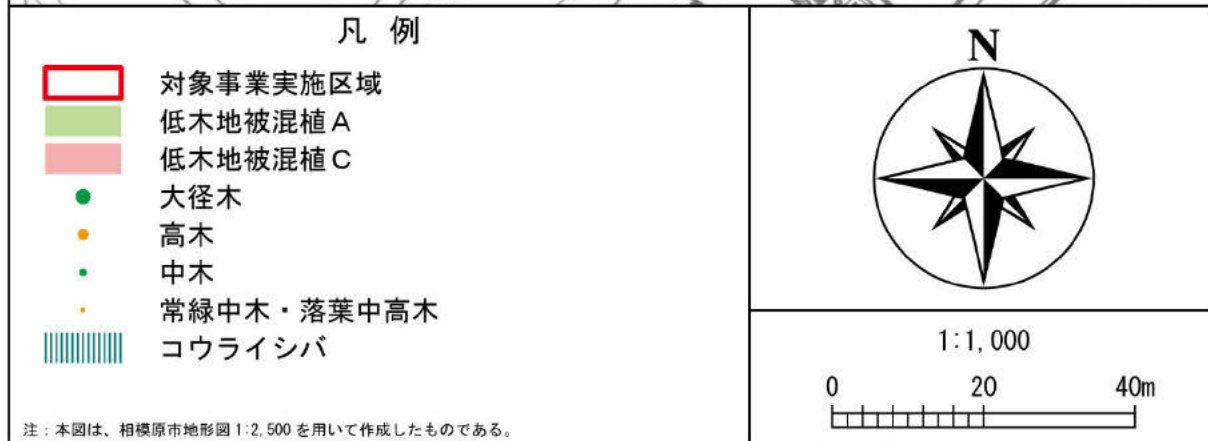 凡 例
対象事業実施区域
低木地被混植A
低木地被混植C
大径木
高木
中木
常緑中木・落葉中高木
コウライシバ
注：本図は、相模原市地形図1:2,500を用いて作成したものである。
N
1:1,000
0 20 40m